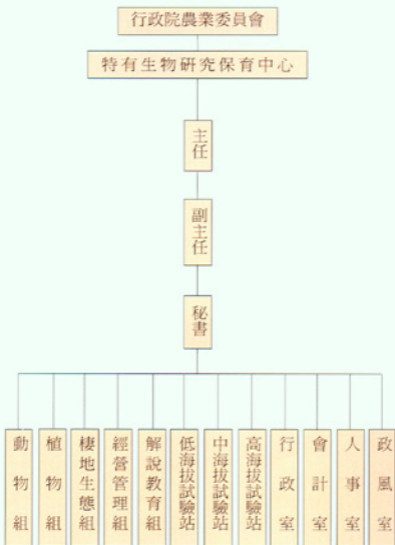 行政院農業委員會
特有生物研究保育中心
主任
副主任
秘書
動物組
植物組
棲地生態組
經營管理組
解說教育組
低海拔試驗站
中海拔試驗站
高海拔試驗站
行政室
會計室
人事室
政風室